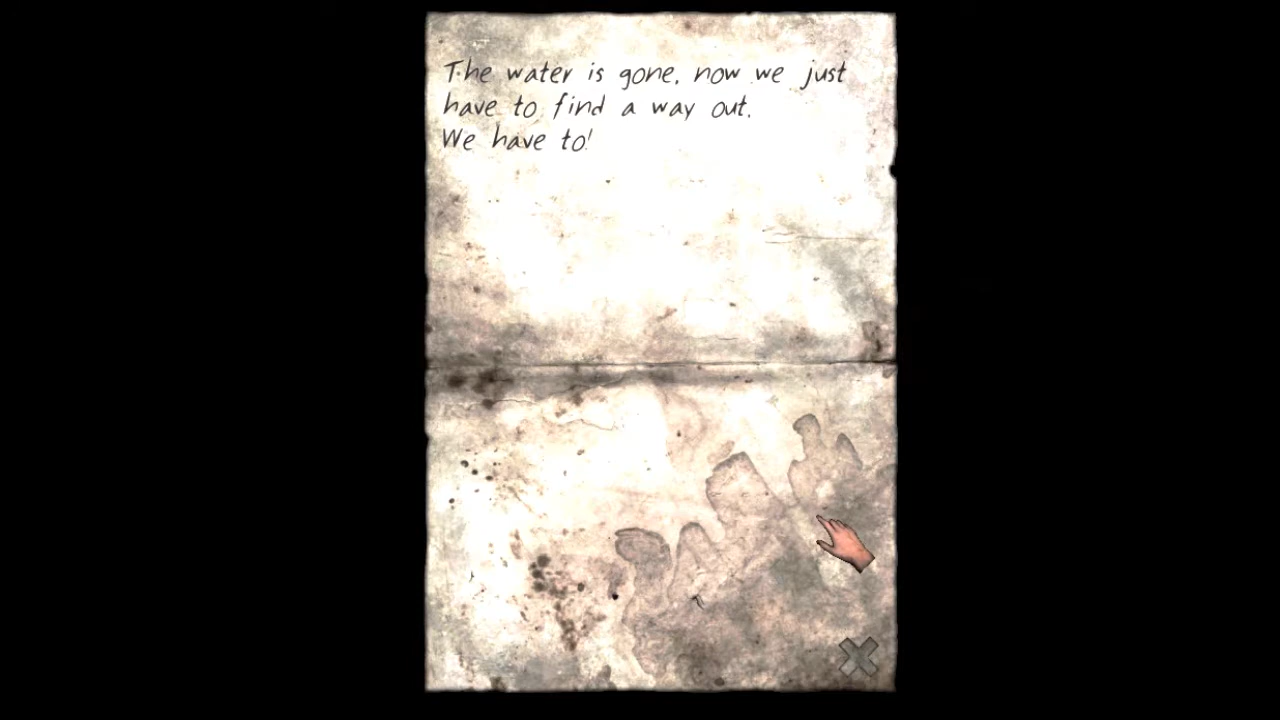 The water is gone, now we just
have to find a way out.
We have to!